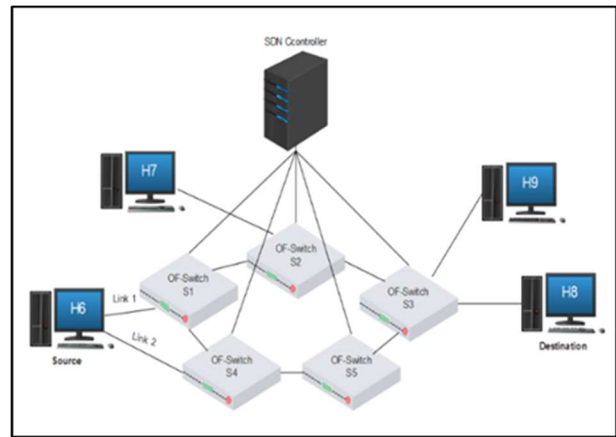 SDN Ccontroller
H7
H9
OF-Switch
S2
OF-Switch
S1
OF-Switch
S3
H6
Link 1
H8
Link 2
Source
OF-Switch
S4
OF-Switch
S5
Destination